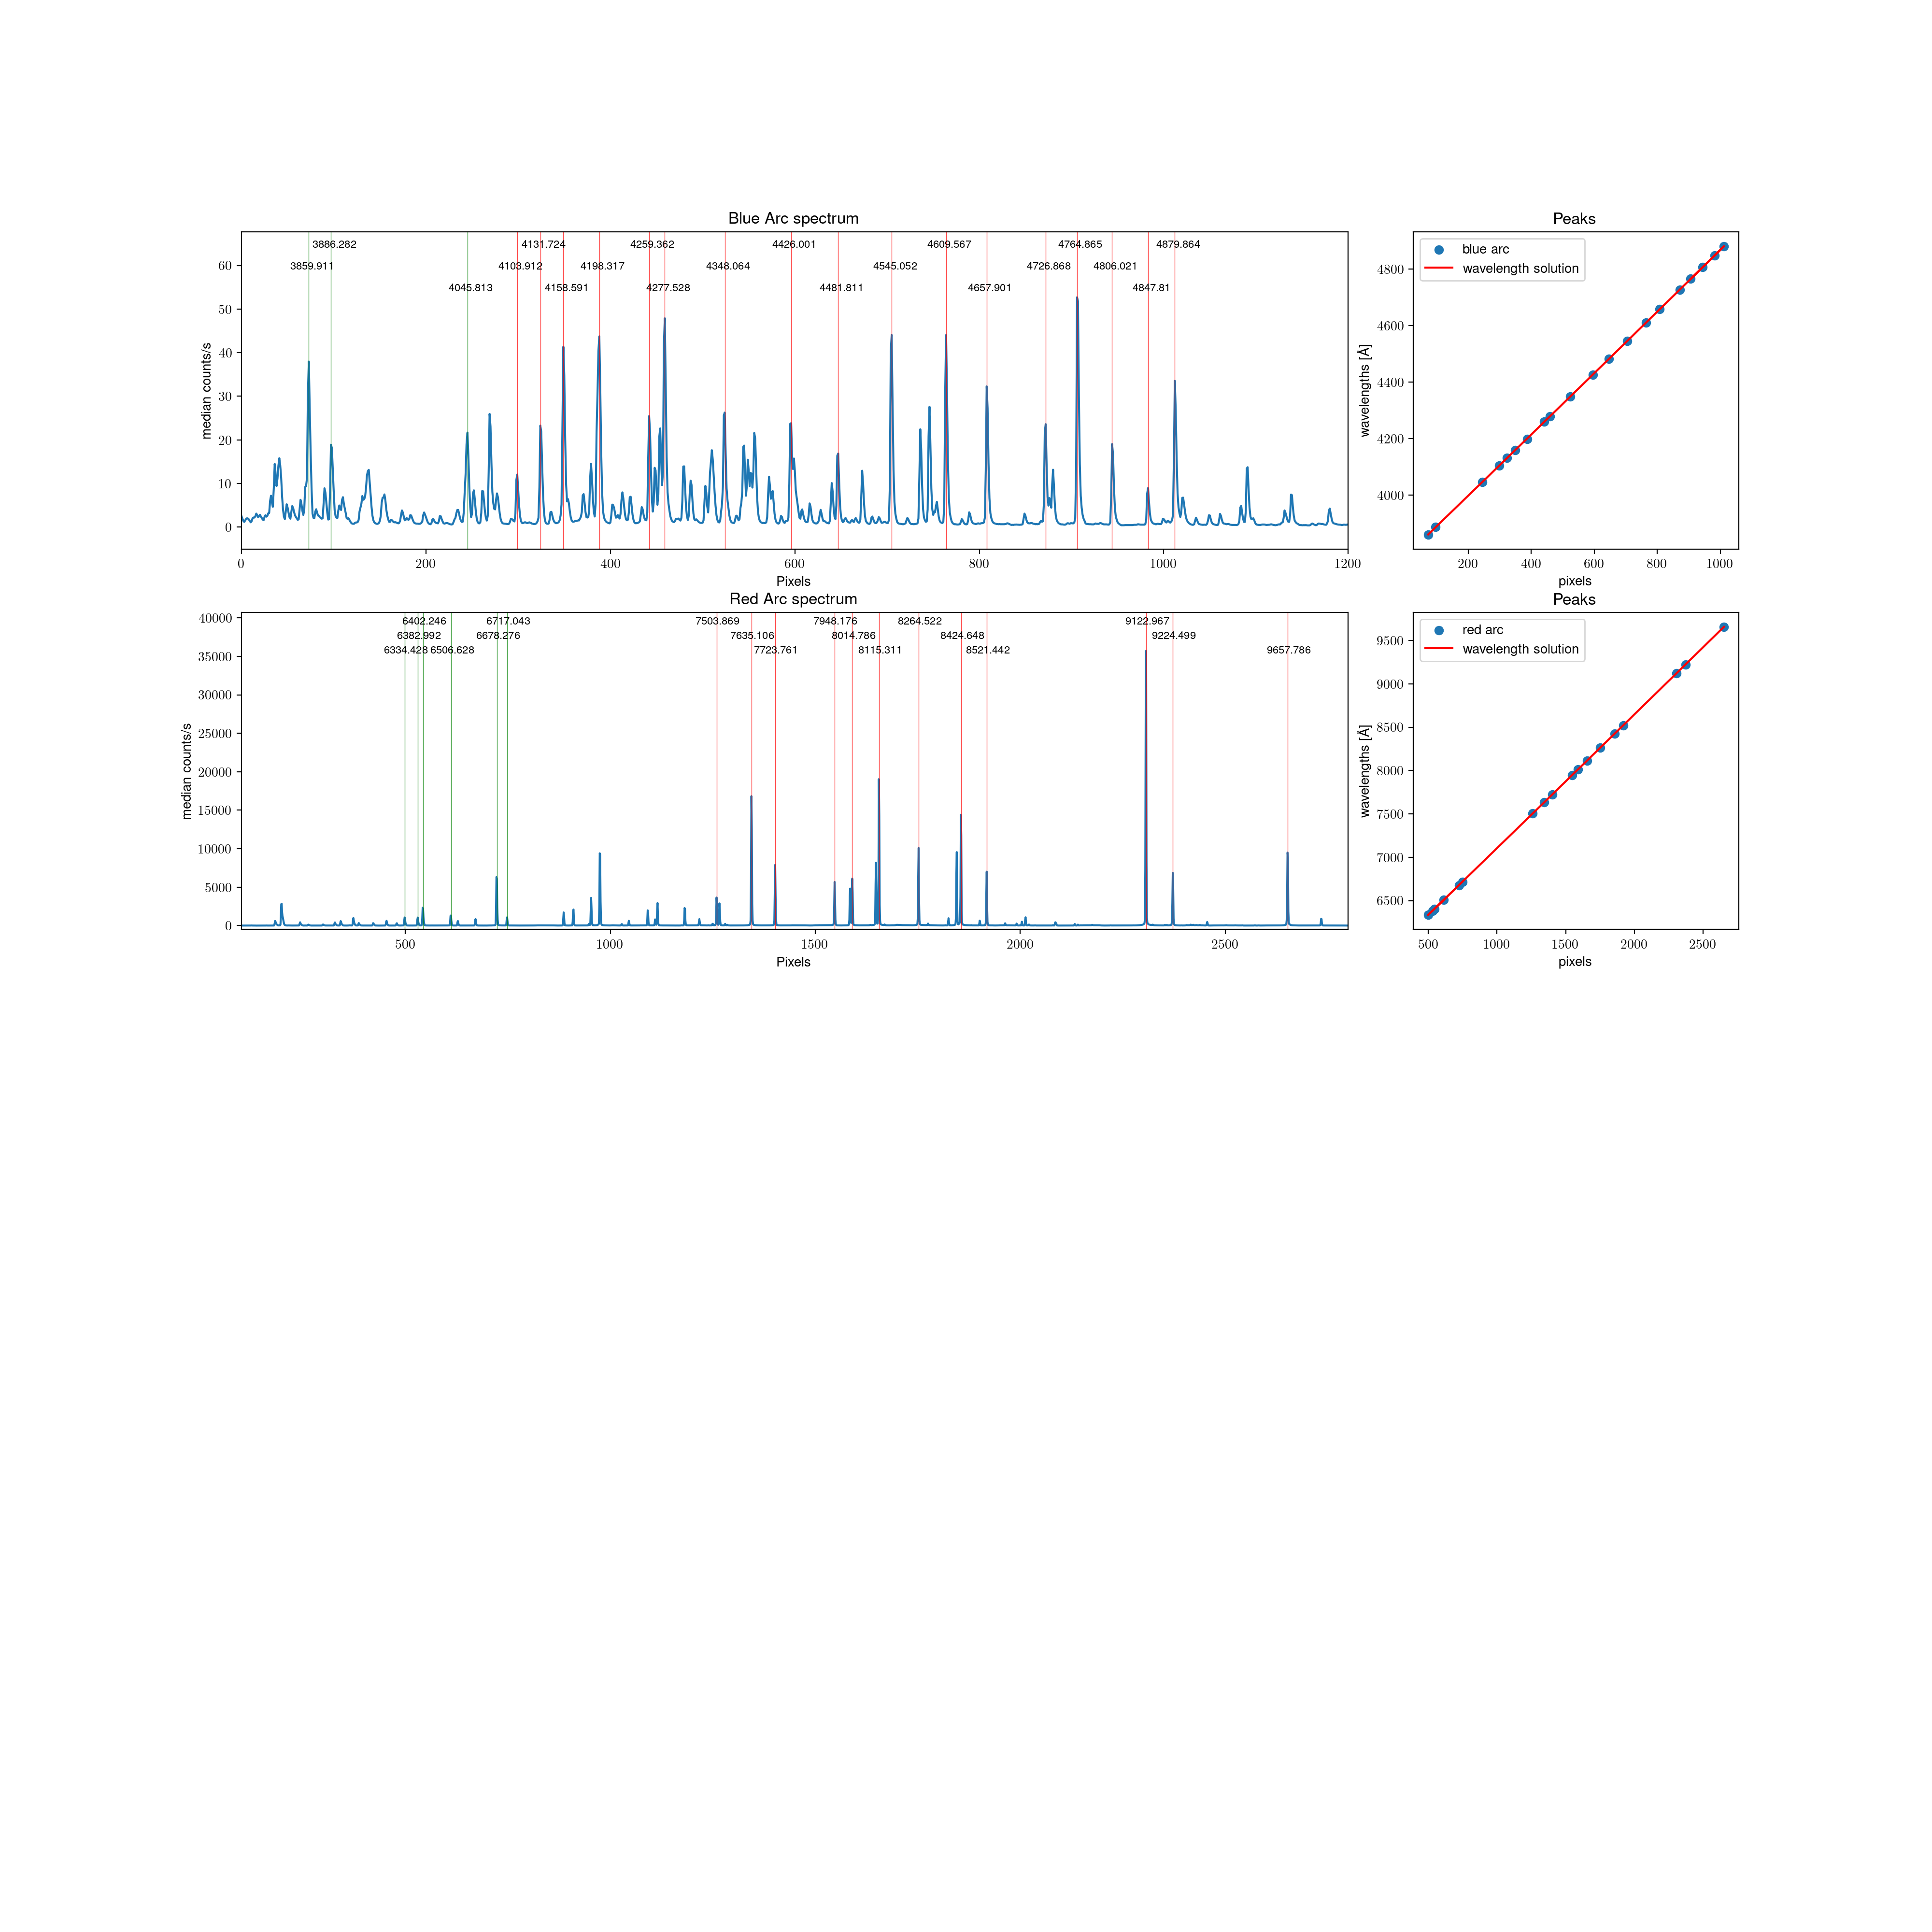 Blue Arc spectrum
3886.282 4131.724 4259.362 4426.001 4609.567 4764.865 4879.864
3859.911 4103.912 4198.317 4348.064 4545.052 4726.868 4806.021
4045.813 4158.591 4277.528 4481.811 4657.901 4847.81
60
50
40
30
20
10
0
median counts/s
0 200 400 600 800 1000 1200
Pixels
Peaks
blue arc
wavelength solution
4800
4600
4400
4200
4000
wavelengths [Å]
200 400 600 800 1000
pixels
Red Arc spectrum
6402.246 6717.043 7503.869 7948.176 8264.522 9122.967
6382.992 6678.276 7635.106 8014.786 8424.648 9224.499
6334.428 6506.628 7723.761 8115.311 8521.442 9657.786
40000
35000
30000
25000
20000
15000
10000
5000
0
median counts/s
500 1000 1500 2000 2500
Pixels
Peaks
red arc
wavelength solution
9500
9000
8500
8000
7500
7000
6500
wavelengths [Å]
500 1000 1500 2000 2500
pixels